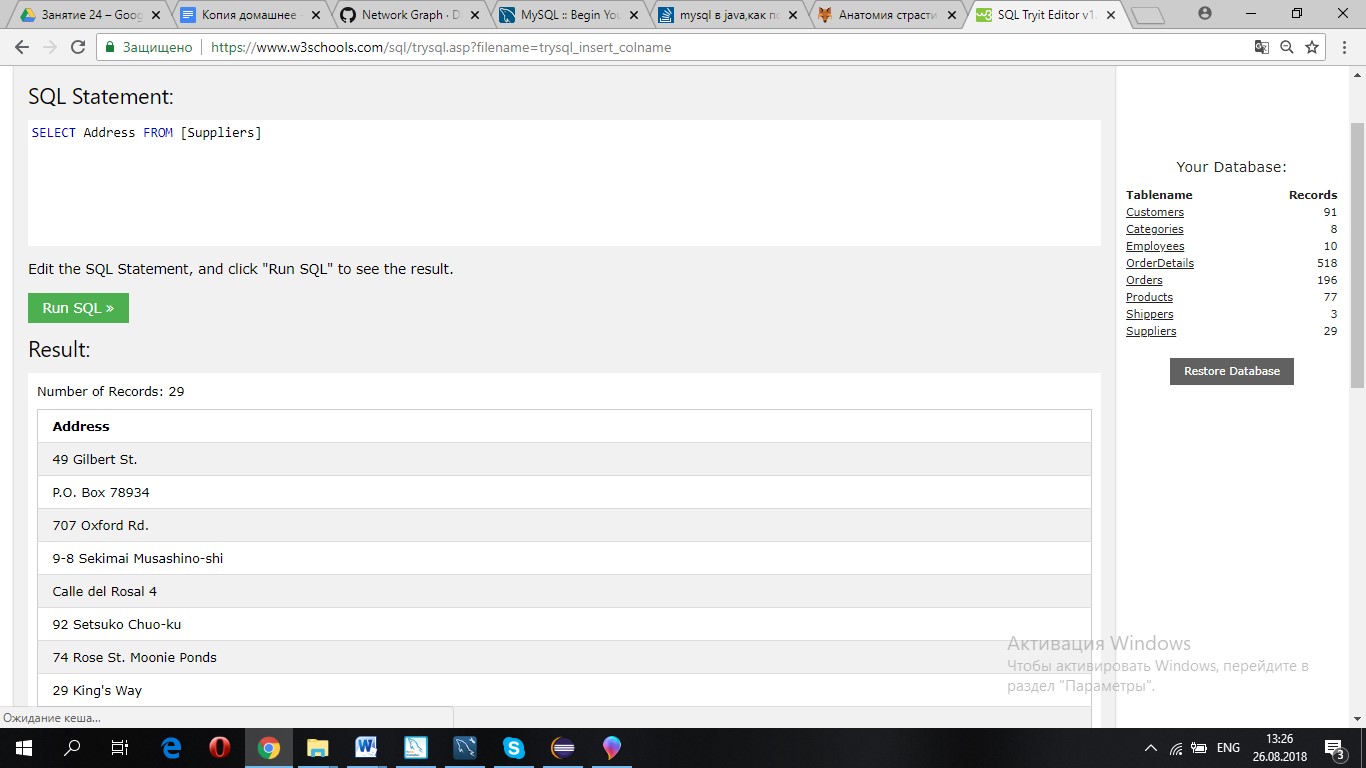 Занятие 24 – Goog
Копия домашнее
Network Graph · D
MySQL :: Begin You
mysql в java,как по
Анатомия страсти
SQL Tryit Editor v1.
Защищено
https://www.w3schools.com/sql/trysql.asp?filename=trysql_insert_colname
SQL Statement:
SELECT Address FROM [Suppliers]
Edit the SQL Statement, and click "Run SQL" to see the result.
Run SQL »
Result:
Number of Records: 29
Address
49 Gilbert St.
P.O. Box 78934
707 Oxford Rd.
9-8 Sekimai Musashino-shi
Calle del Rosal 4
92 Setsuko Chuo-ku
74 Rose St. Moonie Ponds
29 King's Way
Your Database:
Tablename Records
Customers 91
Categories 8
Employees 10
OrderDetails 518
Orders 196
Products 77
Shippers 3
Suppliers 29
Restore Database
Активация Windows
Чтобы активировать Windows, перейдите в
раздел "Параметры".
Ожидание кеша...
ENG
13:26
26.08.2018
3